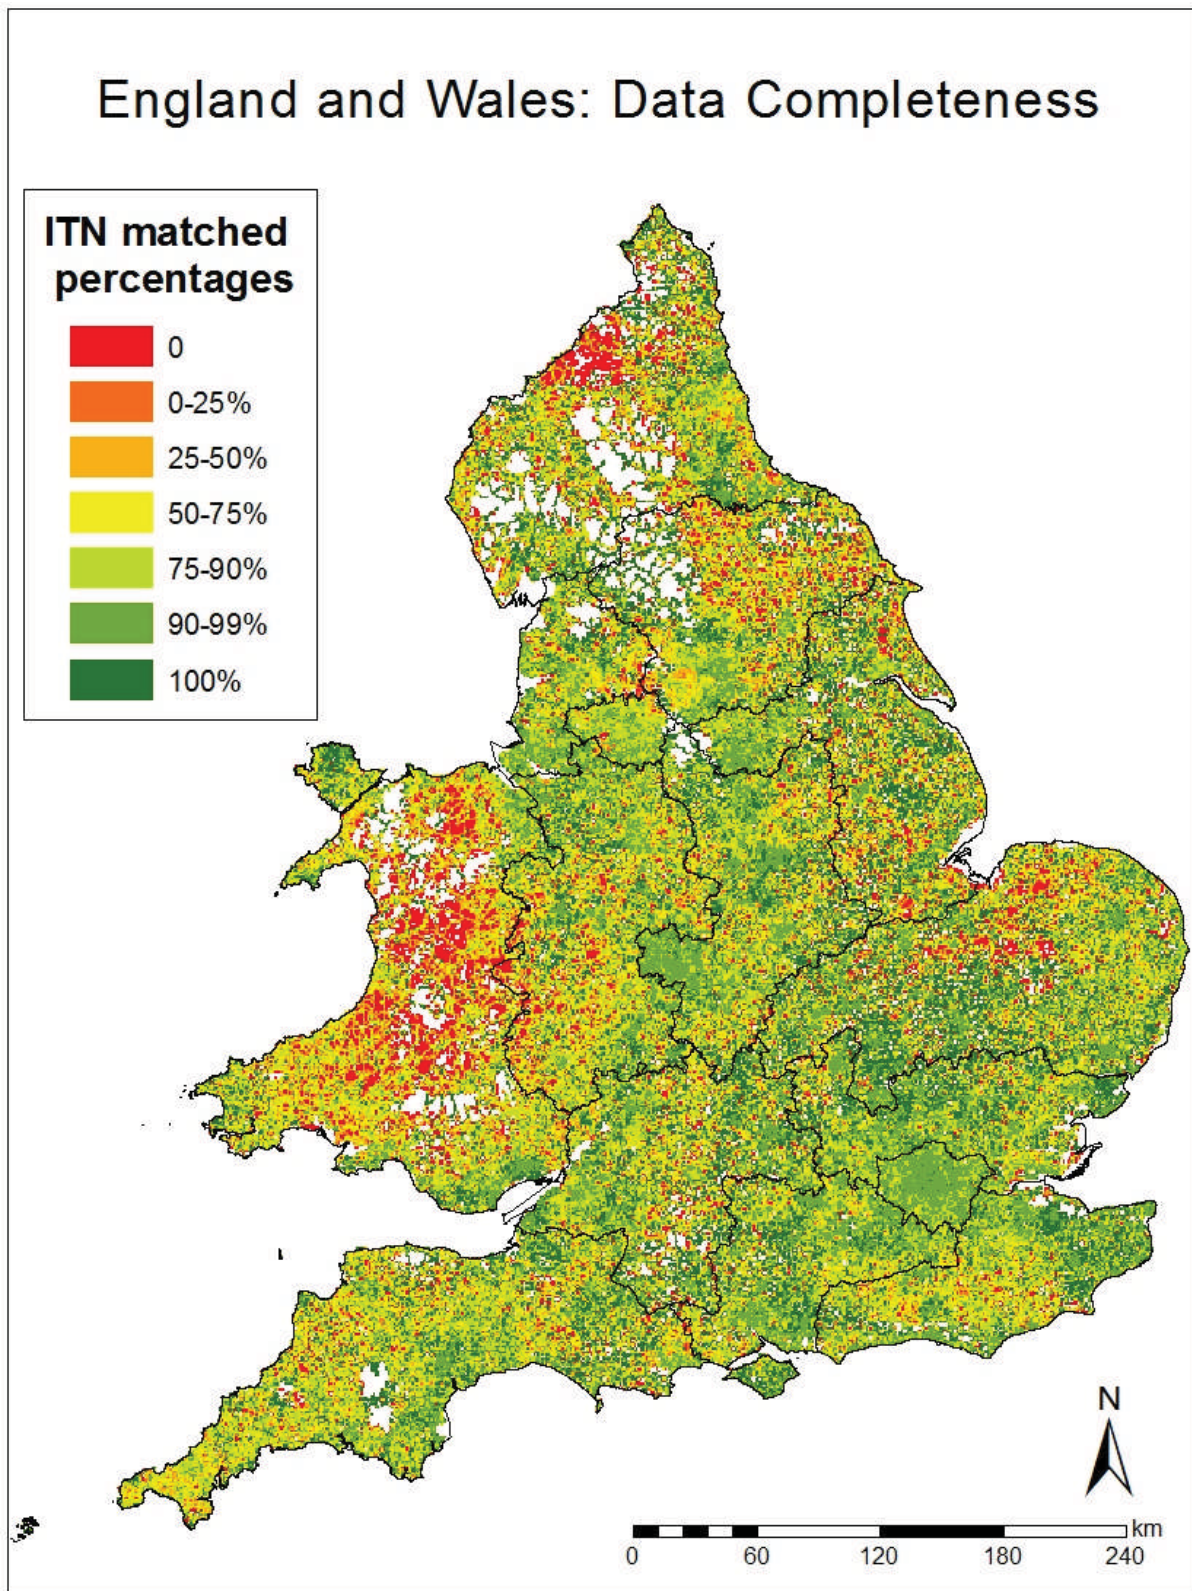 England and Wales: Data Completeness
ITN matched
percentages
0
0-25%
25-50%
50-75%
75-90%
90-99%
100%
N
km
0 60 120 180 240